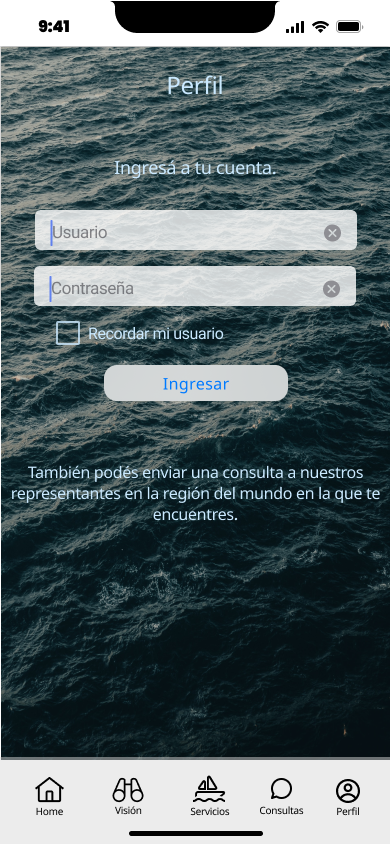 9:41
Perfil
Ingresá a tu cuenta.
Usuario
Contraseña
Recordar mi usuario
Ingresar
También podés enviar una consulta a nuestros
representantes en la región del mundo en la que te
encuentres.
Home Visión Servicios Consultas Perfil